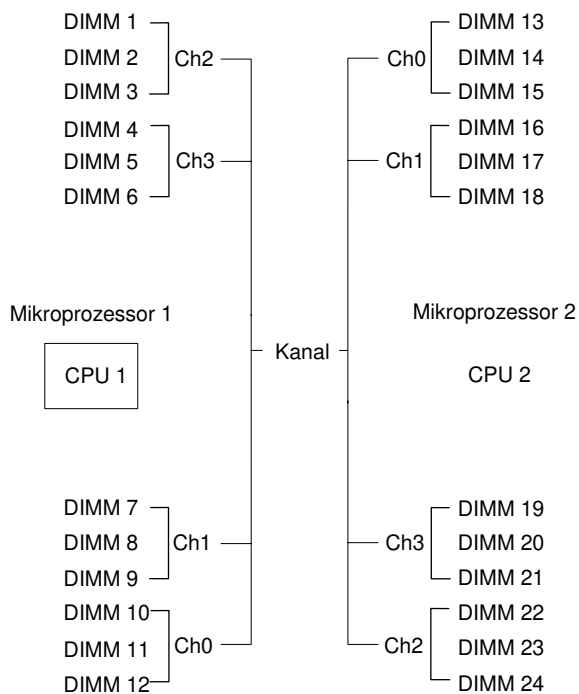 DIMM 1
DIMM 2
DIMM 3
Ch2
DIMM 4
DIMM 5
DIMM 6
Ch3
Mikroprozessor 1
CPU 1
DIMM 7
DIMM 8
DIMM 9
Ch1
DIMM 10
DIMM 11
DIMM 12
Ch0
Kanal
Ch0
DIMM 13
DIMM 14
DIMM 15
Ch1
DIMM 16
DIMM 17
DIMM 18
Mikroprozessor 2
CPU 2
Ch3
DIMM 19
DIMM 20
DIMM 21
Ch2
DIMM 22
DIMM 23
DIMM 24